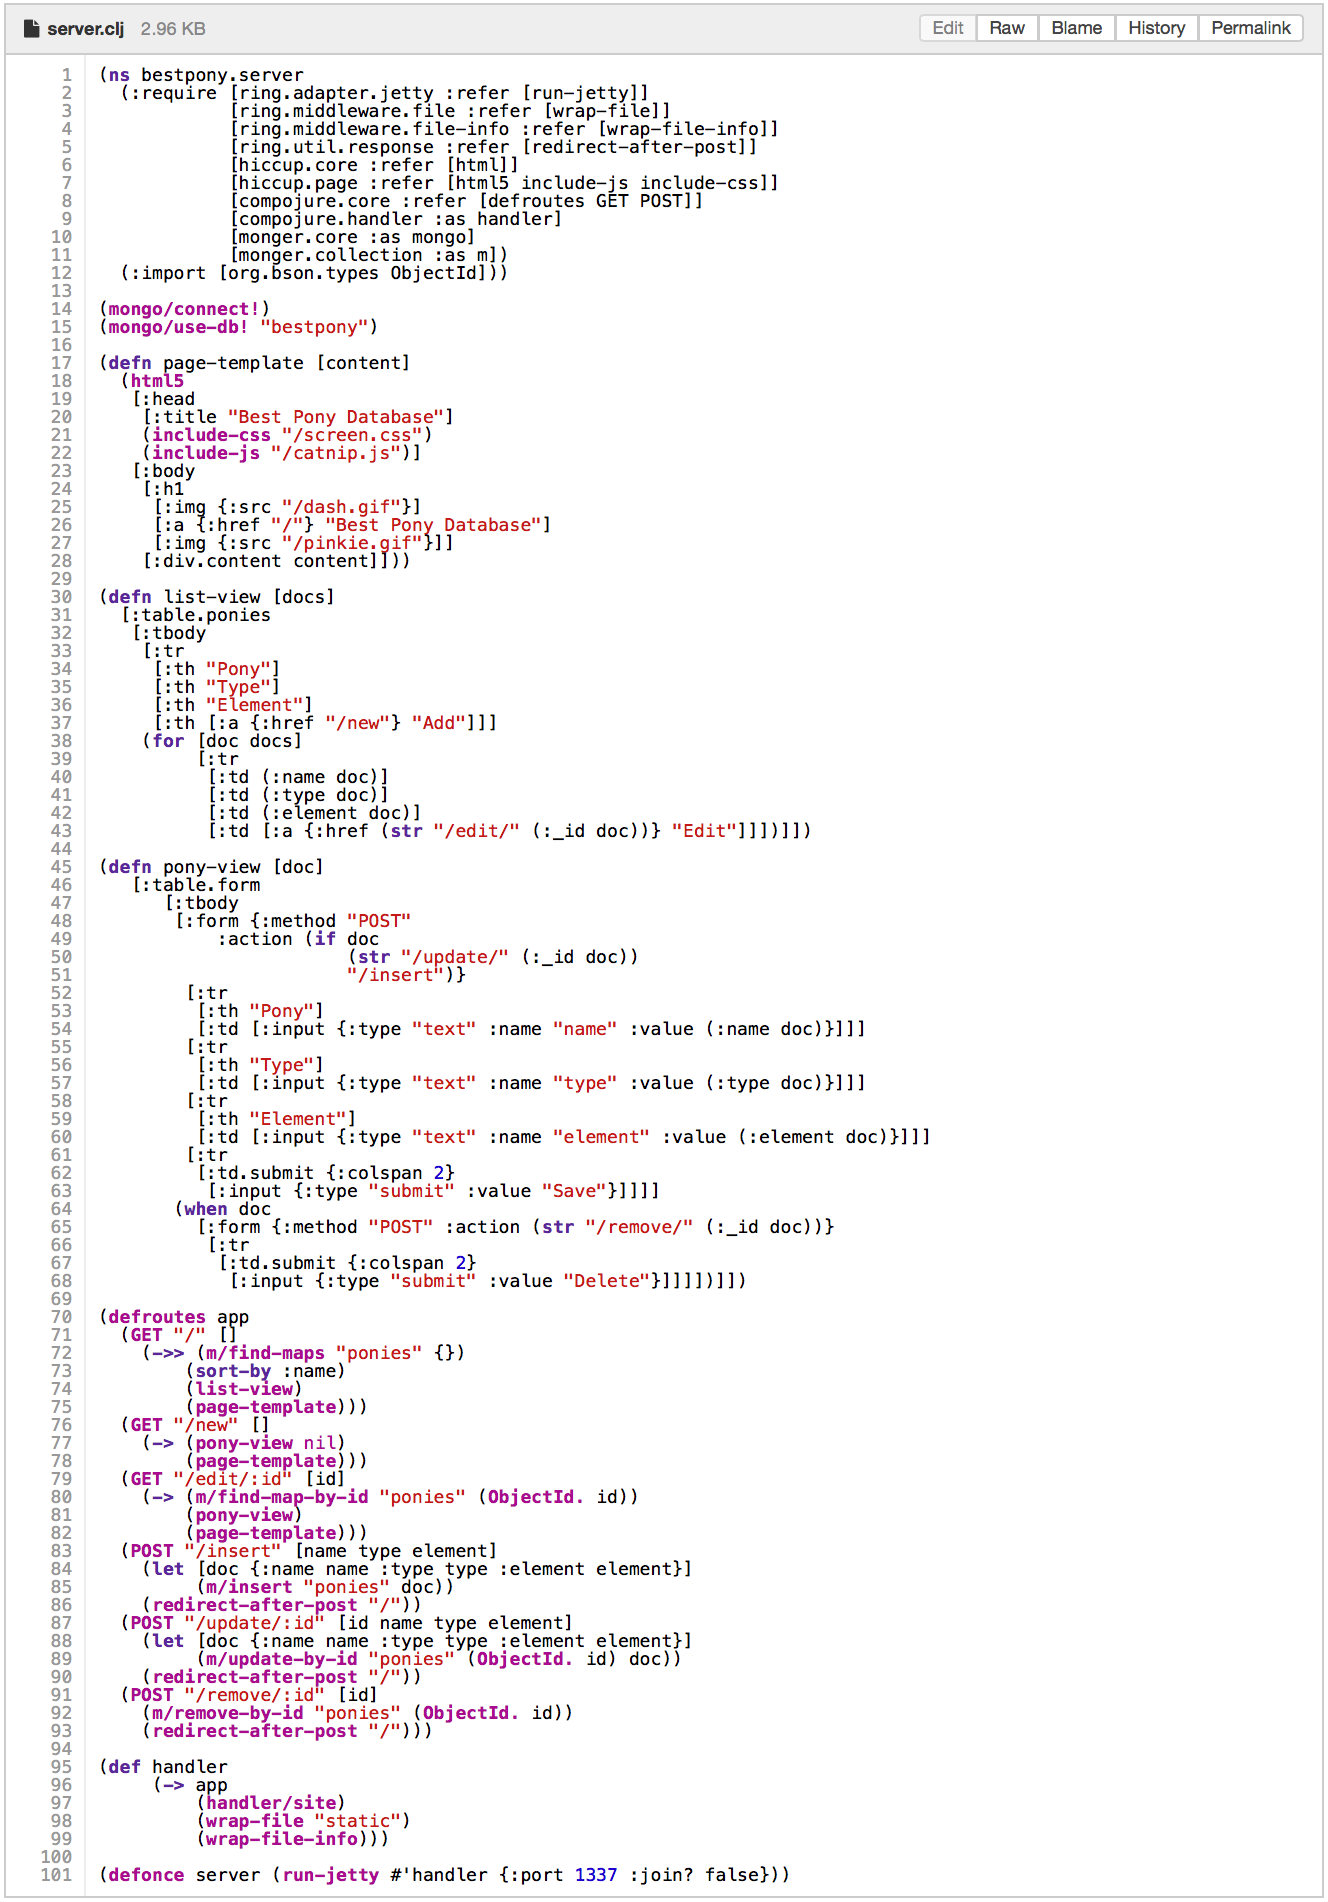 server.clj 2.96 KB Edit Raw Blame History Permalink
1 (ns bestpony.server
2   (:require [ring.adapter.jetty :refer [run-jetty]]
3             [ring.middleware.file :refer [wrap-file]]
4             [ring.middleware.file-info :refer [wrap-file-info]]
5             [ring.util.response :refer [redirect-after-post]]
6             [hiccup.core :refer [html]]
7             [hiccup.page :refer [html5 include-js include-css]]
8             [compojure.core :refer [defroutes GET POST]]
9             [compojure.handler :as handler]
10             [monger.core :as mongo]
11             [monger.collection :as m])
12   (:import [org.bson.types ObjectId]))
13
14 (mongo/connect!)
15 (mongo/use-db! "bestpony")
16
17 (defn page-template [content]
18   (html5
19    [:head
20     [:title "Best Pony Database"]
21     (include-css "/screen.css")
22     (include-js "/catnip.js")]
23    [:body
24     [:h1
25      [:img {:src "/dash.gif"}]
26      [:a {:href "/"} "Best Pony Database"]
27      [:img {:src "/pinkie.gif"}]]
28     [:div.content content]]))
29
30 (defn list-view [docs]
31   [:table.ponies
32    [:tbody
33     [:tr
34      [:th "Pony"]
35      [:th "Type"]
36      [:th "Element"]
37      [:th [:a {:href "/new"} "Add"]]]
38     (for [doc docs]
39          [:tr
40           [:td (:name doc)]
41           [:td (:type doc)]
42           [:td (:element doc)]
43           [:td [:a {:href (str "/edit/" (:_id doc))} "Edit"]]])]])
44
45 (defn pony-view [doc]
46    [:table.form
47       [:tbody
48        [:form {:method "POST"
49            :action (if doc
50                        (str "/update/" (:_id doc))
51                        "/insert")}
52         [:tr
53          [:th "Pony"]
54          [:td [:input {:type "text" :name "name" :value (:name doc)}]]]
55         [:tr
56          [:th "Type"]
57          [:td [:input {:type "text" :name "type" :value (:type doc)}]]]
58         [:tr
59          [:th "Element"]
60          [:td [:input {:type "text" :name "element" :value (:element doc)}]]]
61         [:tr
62          [:td.submit {:colspan 2}
63           [:input {:type "submit" :value "Save"}]]]]
64        (when doc
65          [:form {:method "POST" :action (str "/remove/" (:_id doc))}
66           [:tr
67            [:td.submit {:colspan 2}
68             [:input {:type "submit" :value "Delete"}]]]])]])
69
70 (defroutes app
71   (GET "/" []
72     (->> (m/find-maps "ponies" {})
73         (sort-by :name)
74         (list-view)
75         (page-template)))
76   (GET "/new" []
77     (-> (pony-view nil)
78         (page-template)))
79   (GET "/edit/:id" [id]
80     (-> (m/find-map-by-id "ponies" (ObjectId. id))
81         (pony-view)
82         (page-template)))
83   (POST "/insert" [name type element]
84     (let [doc {:name name :type type :element element}]
85          (m/insert "ponies" doc))
86     (redirect-after-post "/"))
87   (POST "/update/:id" [id name type element]
88     (let [doc {:name name :type type :element element}]
89          (m/update-by-id "ponies" (ObjectId. id) doc))
90     (redirect-after-post "/"))
91   (POST "/remove/:id" [id]
92     (m/remove-by-id "ponies" (ObjectId. id))
93     (redirect-after-post "/")))
94
95 (def handler
96      (-> app
97          (handler/site)
98          (wrap-file "static")
99          (wrap-file-info)))
100
101 (defonce server (run-jetty #'handler {:port 1337 :join? false}))